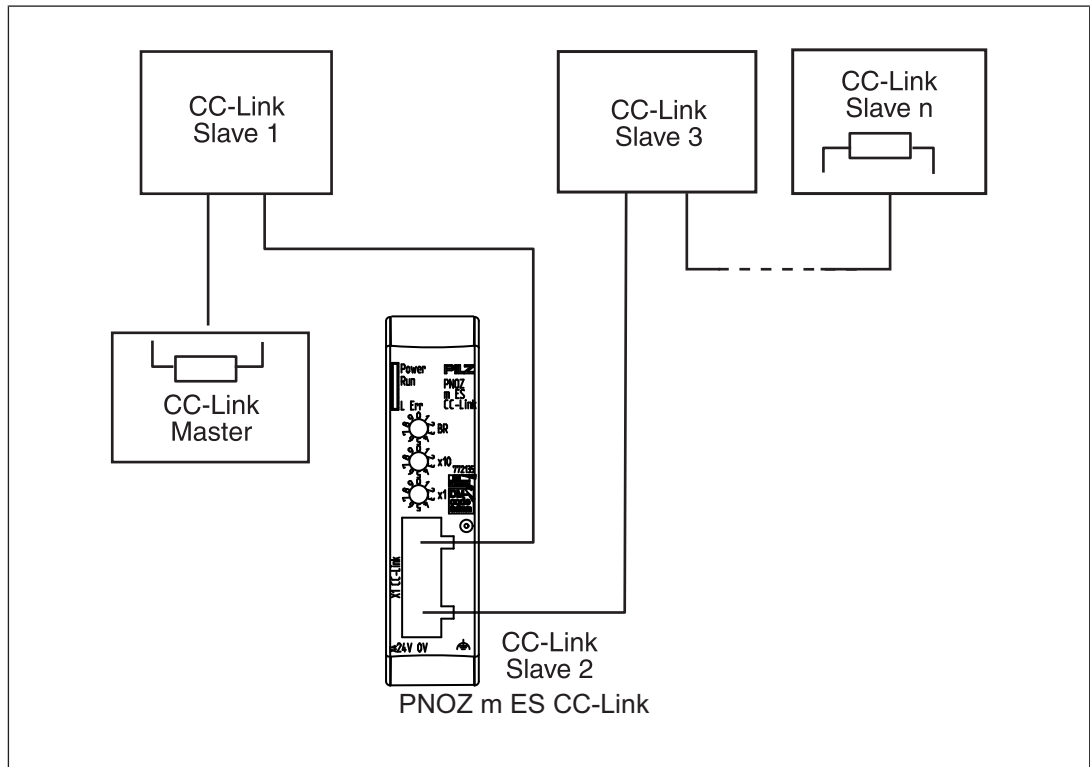 CC-Link
Slave 1
CC-Link
Slave 3
CC-Link
Slave n
CC-Link
Master
Power
Run
L Err
PILZ
PNOZ
m ES
CC-Link
BR
x10
772135
x1
X1 CC-Link
24V 0V
CC-Link
Slave 2
PNOZ m ES CC-Link